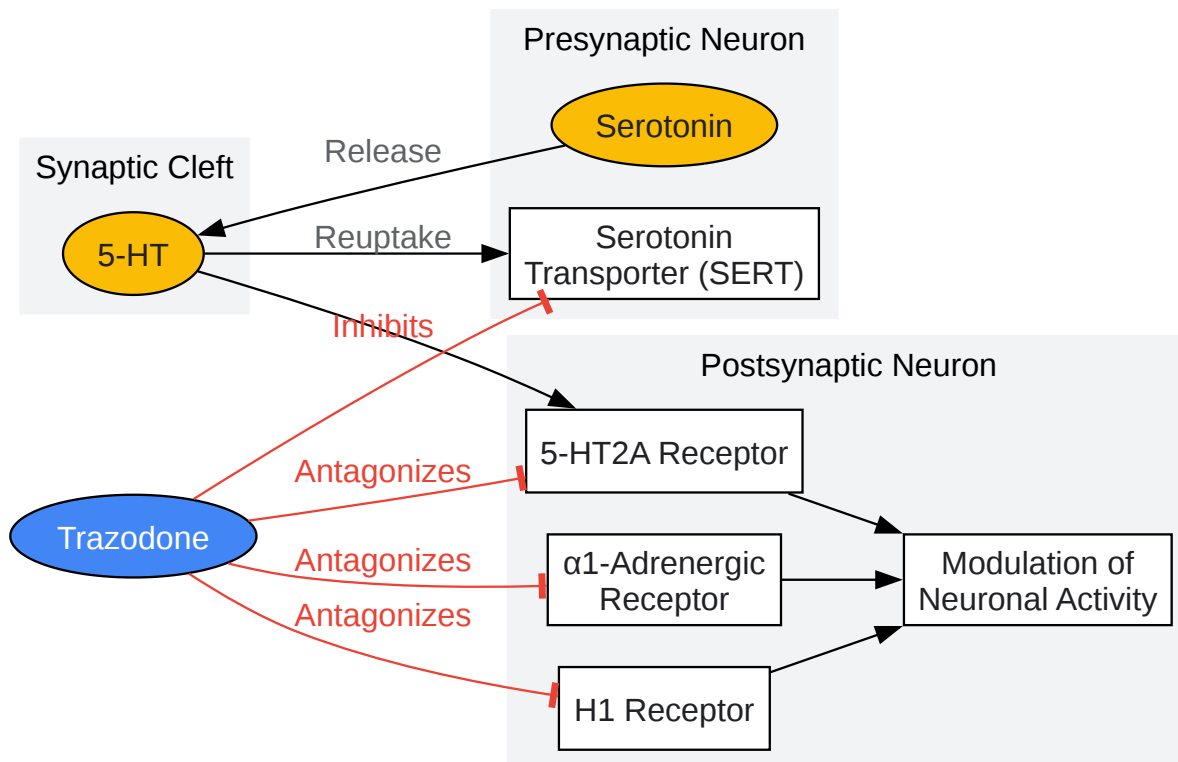 Presynaptic Neuron
Serotonin
Release
Synaptic Cleft
5-HT
Reuptake
Serotonin
Transporter (SERT)
Inhibits
Postsynaptic Neuron
5-HT2A Receptor
Antagonizes
Trazodone
Antagonizes
α1-Adrenergic
Receptor
Modulation of
Neuronal Activity
Antagonizes
H1 Receptor